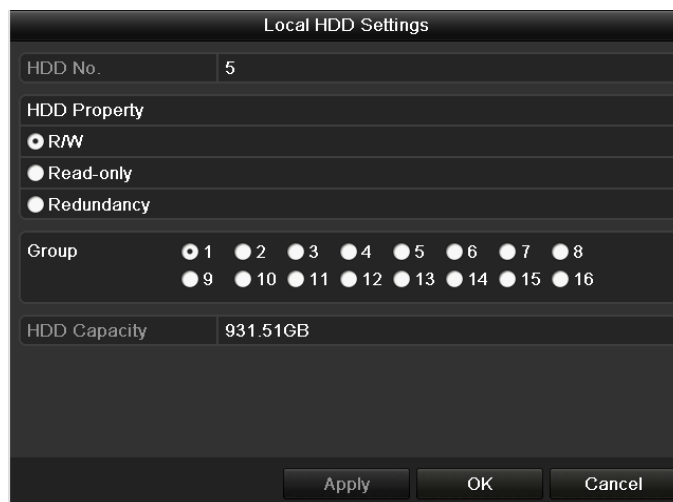 Local HDD Settings
HDD No. 5
HDD Property
R/W
Read-only
Redundancy
Group 1 2 3 4 5 6 7 8
9 10 11 12 13 14 15 16
HDD Capacity 931.51GB
Apply OK Cancel